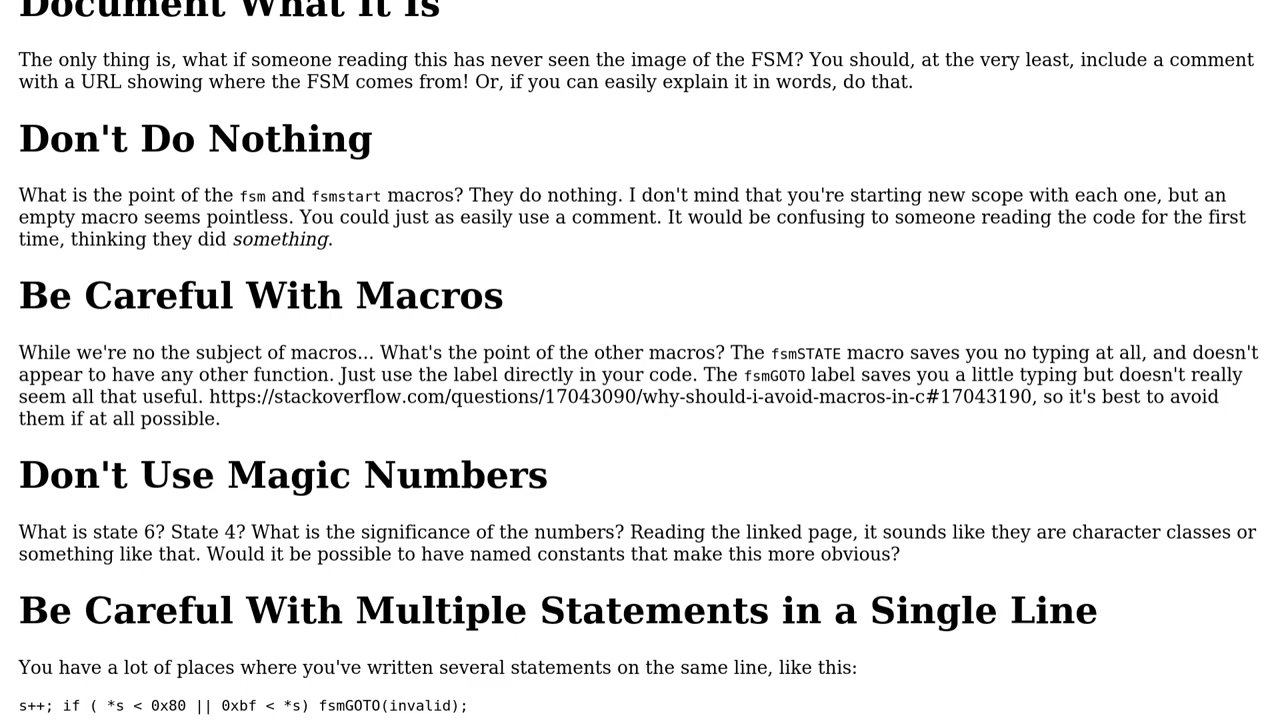 Document What It Is
The only thing is, what if someone reading this has never seen the image of the FSM? You should, at the very least, include a comment
with a URL showing where the FSM comes from! Or, if you can easily explain it in words, do that.
Don't Do Nothing
What is the point of the fsm and fsmstart macros? They do nothing. I don't mind that you're starting new scope with each one, but an
empty macro seems pointless. You could just as easily use a comment. It would be confusing to someone reading the code for the first
time, thinking they did something.
Be Careful With Macros
While we're no the subject of macros... What's the point of the other macros? The fsmSTATE macro saves you no typing at all, and doesn't
appear to have any other function. Just use the label directly in your code. The fsmGOTO label saves you a little typing but doesn't really
seem all that useful. https://stackoverflow.com/questions/17043090/why-should-i-avoid-macros-in-c#17043190, so it's best to avoid
them if at all possible.
Don't Use Magic Numbers
What is state 6? State 4? What is the significance of the numbers? Reading the linked page, it sounds like they are character classes or
something like that. Would it be possible to have named constants that make this more obvious?
Be Careful With Multiple Statements in a Single Line
You have a lot of places where you've written several statements on the same line, like this:
s++; if ( *s < 0x80 || 0xbf < *s) fsmGOTO(invalid);